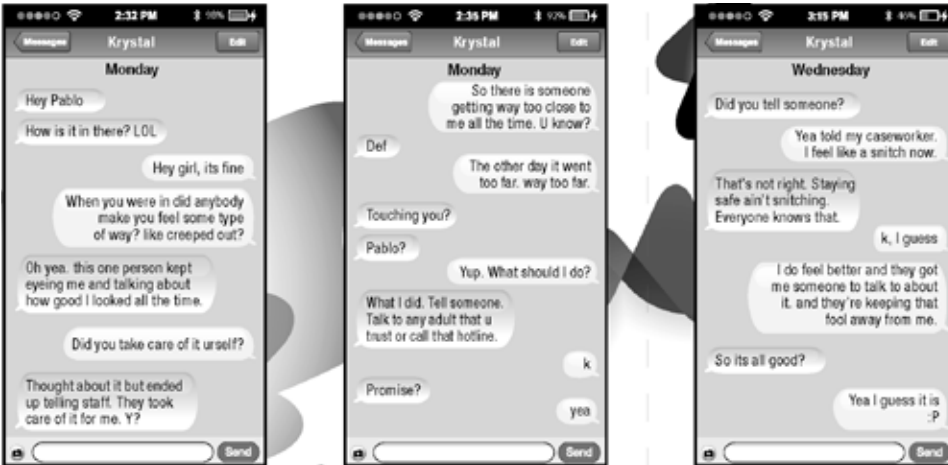 2:32 PM 98%
Messages Krystal Edit
Monday
Hey Pablo
How is it in there? LOL
Hey girl, its fine
When you were in did anybody
make you feel some type
of way? like creeped out?
Oh yea. this one person kept
eyeing me and talking about
how good I looked all the time.
Did you take care of it urself?
Thought about it but ended
up telling staff. They took
care of it for me. Y?
Send
2:35 PM 92%
Messages Krystal Edit
Monday
So there is someone
getting way too close to
me all the time. U know?
Def
The other day it went
too far. way too far.
Touching you?
Pablo?
Yup. What should I do?
What I did. Tell someone.
Talk to any adult that u
trust or call that hotline.
k
Promise?
yea
Send
3:15 PM 40%
Messages Krystal Edit
Wednesday
Did you tell someone?
Yea told my caseworker.
I feel like a snitch now.
That's not right. Staying
safe ain't snitching.
Everyone knows that.
k, I guess
I do feel better and they got
me someone to talk to about
it. and they're keeping that
fool away from me.
So its all good?
Yea I guess it is
:P
Send